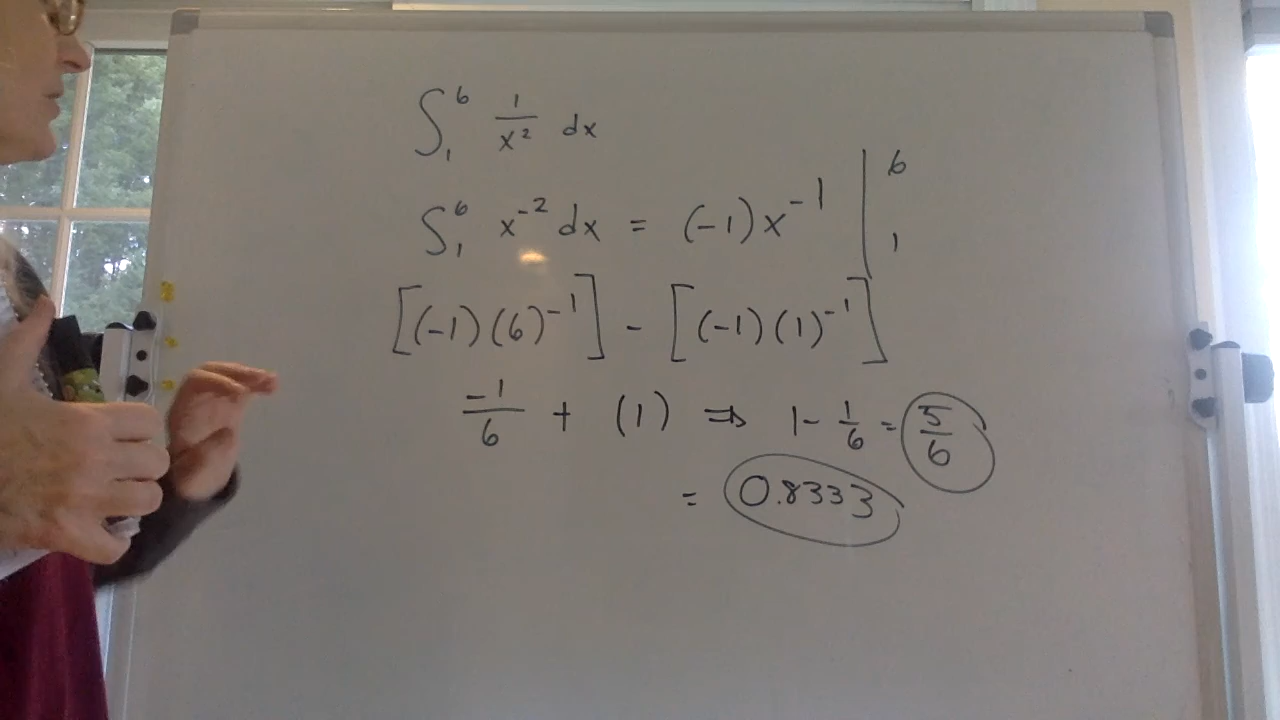 ∫₁⁶ 1/x² dx
∫₁⁶ x⁻² dx = (-1)x⁻¹ |₁⁶
[(-1)(6)⁻¹] - [(-1)(1)⁻¹]
-1/6 + (1) ⇒ 1 - 1/6 = 5/6
= 0.8333